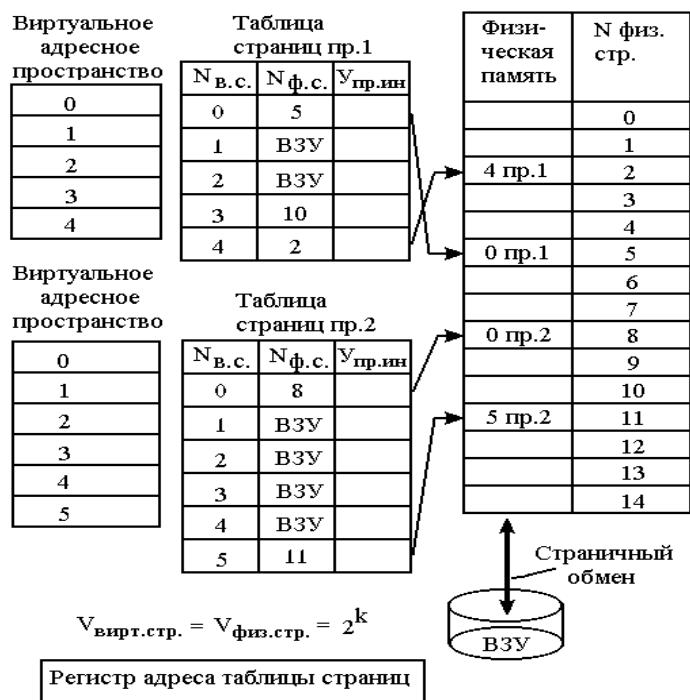 Виртуальное
адресное
пространство
0
1
2
3
4
Таблица
страниц пр.1
Nв.с. Nф.с. Упр.ин
0 5
1 ВЗУ
2 ВЗУ
3 10
4 2
Виртуальное
адресное
пространство
0
1
2
3
4
5
Таблица
страниц пр.2
Nв.с. Nф.с. Упр.ин
0 8
1 ВЗУ
2 ВЗУ
3 ВЗУ
4 ВЗУ
5 11
Физи- N физ.
ческая стр.
память
0
1
4 пр.1 2
3
4
0 пр.1 5
6
7
0 пр.2 8
9
10
5 пр.2 11
12
13
14
Страничный
обмен
ВЗУ
Vвирт.стр. = Vфиз.стр. = 2^k
Регистр адреса таблицы страниц